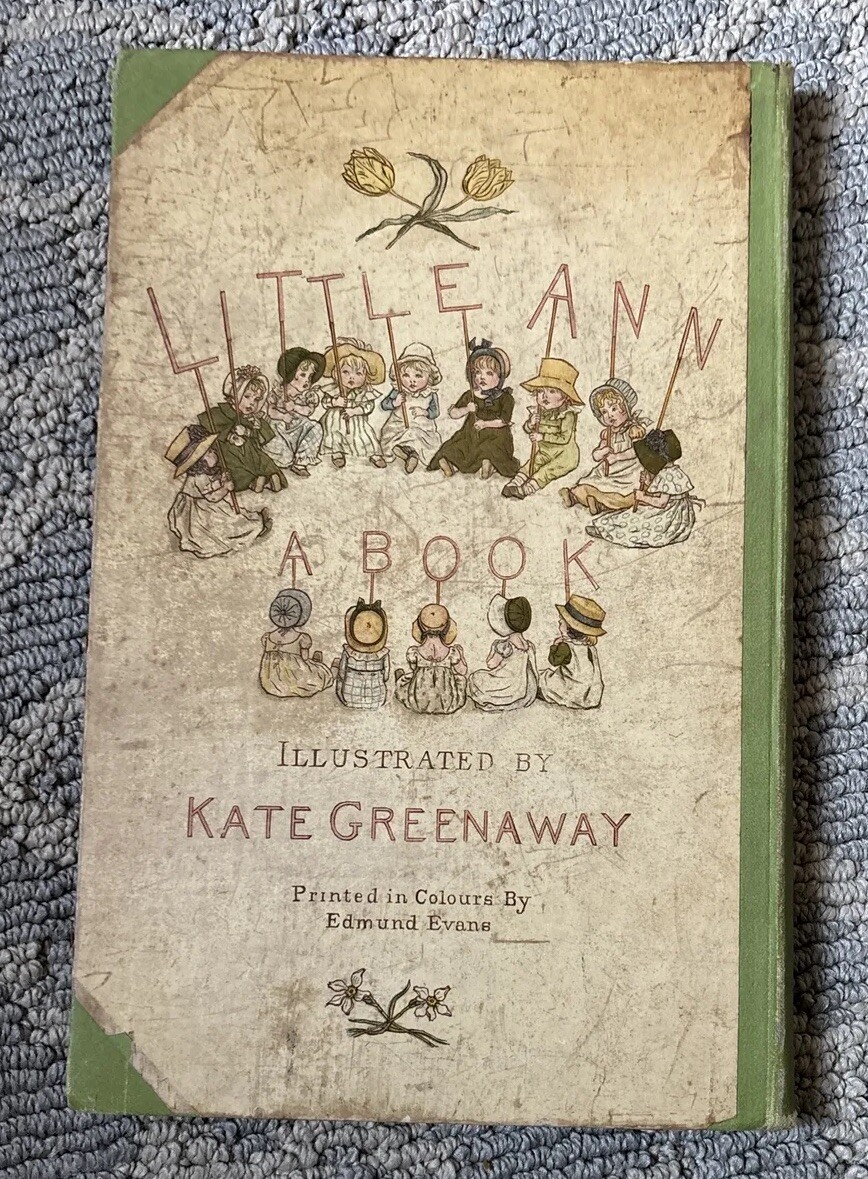 LITTLE ANN
A BOOK
ILLUSTRATED BY
KATE GREENAWAY
Printed in Colours By
Edmund Evans